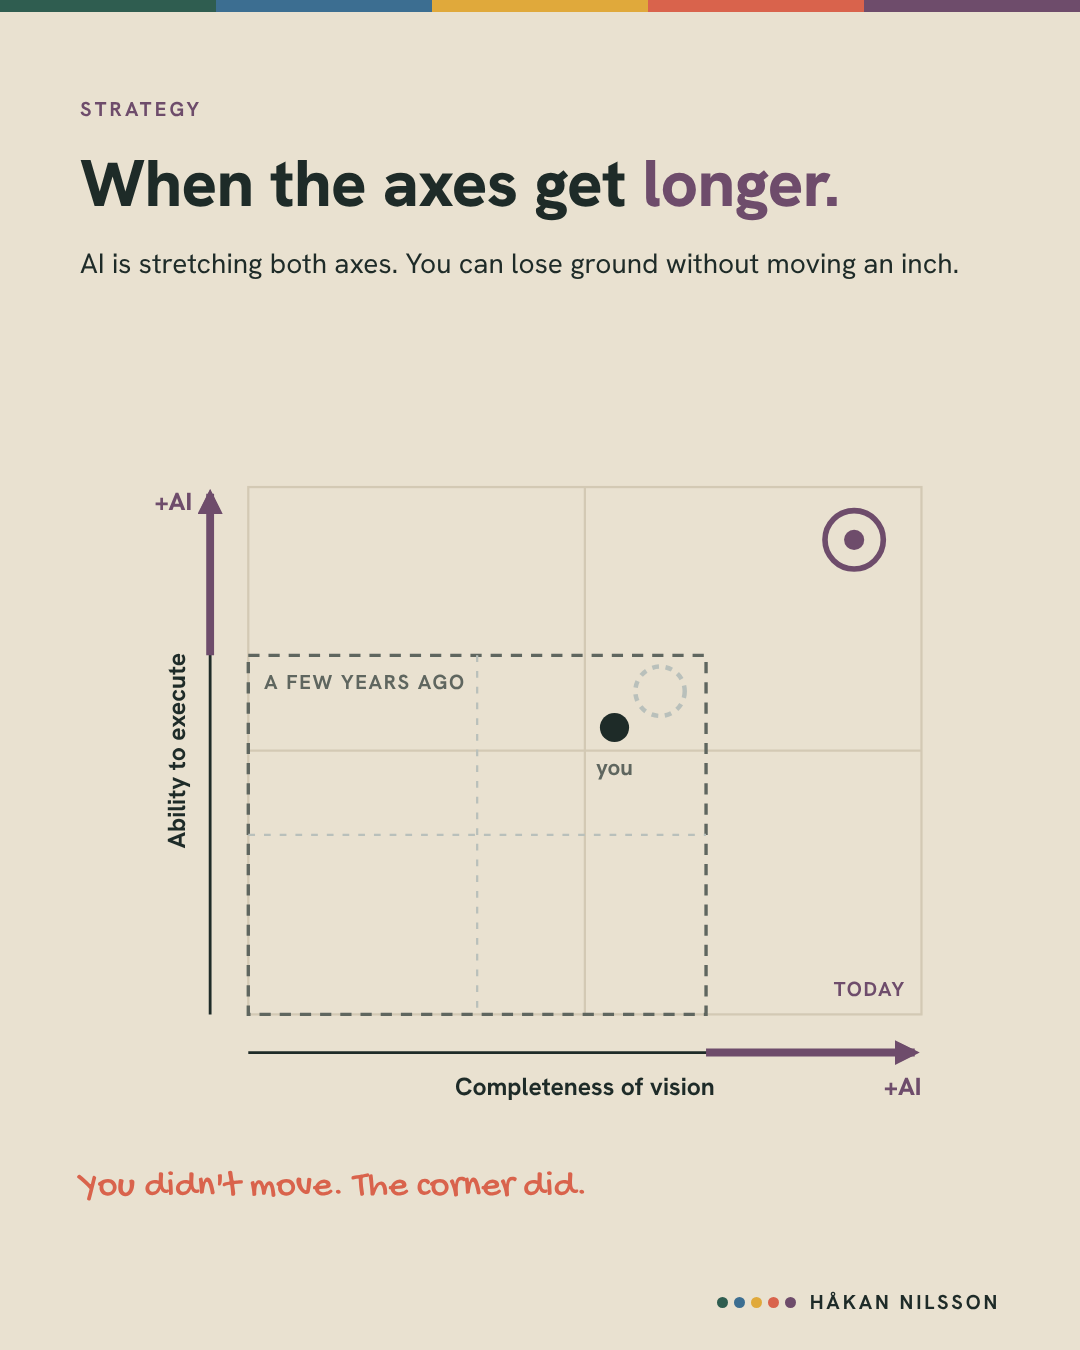 STRATEGY
When the axes get longer.
AI is stretching both axes. You can lose ground without moving an inch.
+AI
Ability to execute
A FEW YEARS AGO
you
TODAY
Completeness of vision
+AI
You didn't move. The corner did.
HÅKAN NILSSON